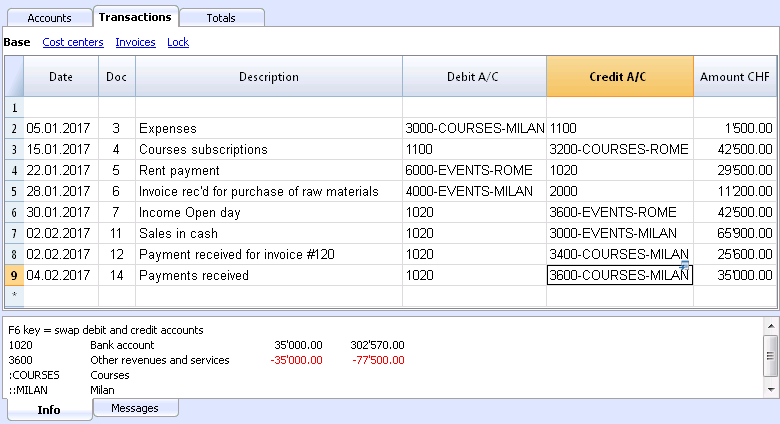 Accounts Transactions Totals
Base Cost centers Invoices Lock
Date Doc Description Debit A/C Credit A/C Amount CHF
1
2 05.01.2017 3 Expenses 3000-COURSES-MILAN 1100 1'500.00
3 15.01.2017 4 Courses subscriptions 1100 3200-COURSES-ROME 42'500.00
4 22.01.2017 5 Rent payment 6000-EVENTS-ROME 1020 29'500.00
5 28.01.2017 6 Invoice rec'd for purchase of raw materials 4000-EVENTS-MILAN 2000 11'200.00
6 30.01.2017 7 Income Open day 1020 3600-EVENTS-ROME 42'500.00
7 02.02.2017 11 Sales in cash 1020 3000-EVENTS-MILAN 65'900.00
8 02.02.2017 12 Payment received for invoice #120 1020 3400-COURSES-MILAN 25'600.00
9 04.02.2017 14 Payments received 1020 3600-COURSES-MILAN 35'000.00
*
F6 key = swap debit and credit accounts
1020 Bank account 35'000.00 302'570.00
3600 Other revenues and services -35'000.00 -77'500.00
:COURSES Courses
::MILAN Milan
Info Messages